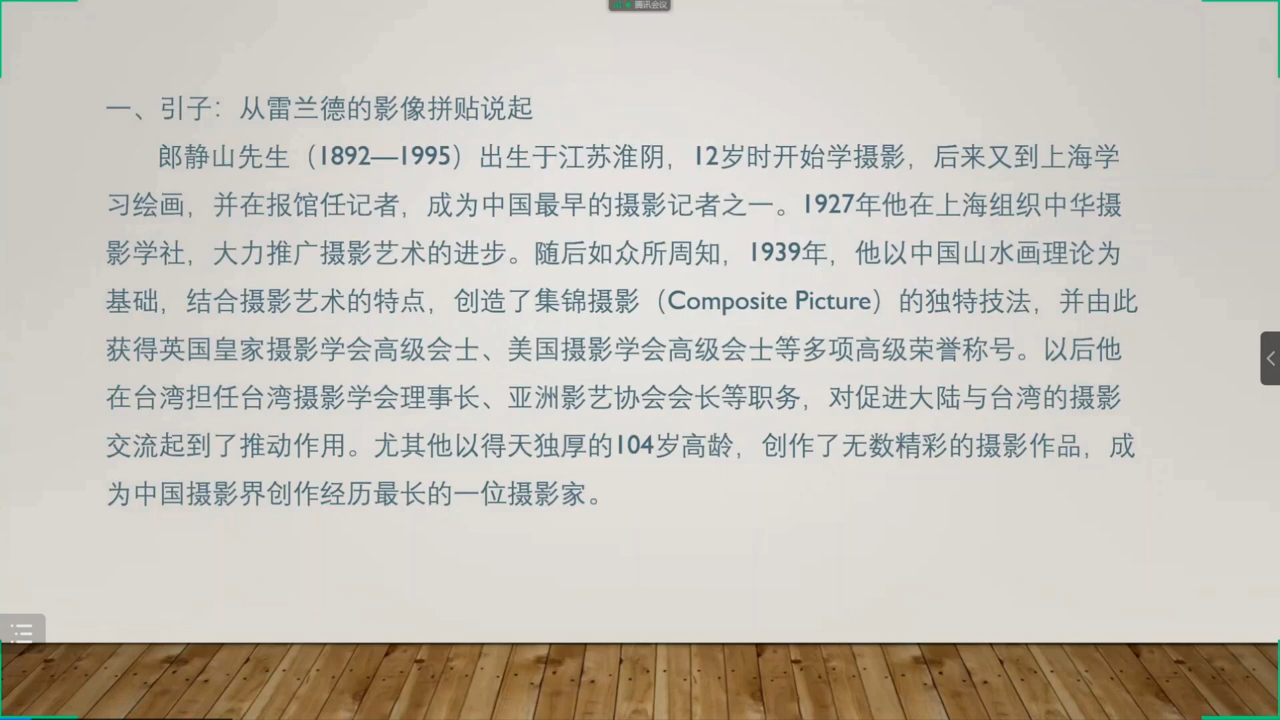 腾讯会议
一、引子：从雷兰德的影像拼贴说起
郎静山先生（1892—1995）出生于江苏淮阴，12岁时开始学摄影，后来又到上海学
习绘画，并在报馆任记者，成为中国最早的摄影记者之一。1927年他在上海组织中华摄
影学社，大力推广摄影艺术的进步。随后如众所周知，1939年，他以中国山水画理论为
基础，结合摄影艺术的特点，创造了集锦摄影（Composite Picture）的独特技法，并由此
获得英国皇家摄影学会高级会士、美国摄影学会高级会士等多项高级荣誉称号。以后他
在台湾担任台湾摄影学会理事长、亚洲影艺协会会长等职务，对促进大陆与台湾的摄影
交流起到了推动作用。尤其他以得天独厚的104岁高龄，创作了无数精彩的摄影作品，成
为中国摄影界创作经历最长的一位摄影家。